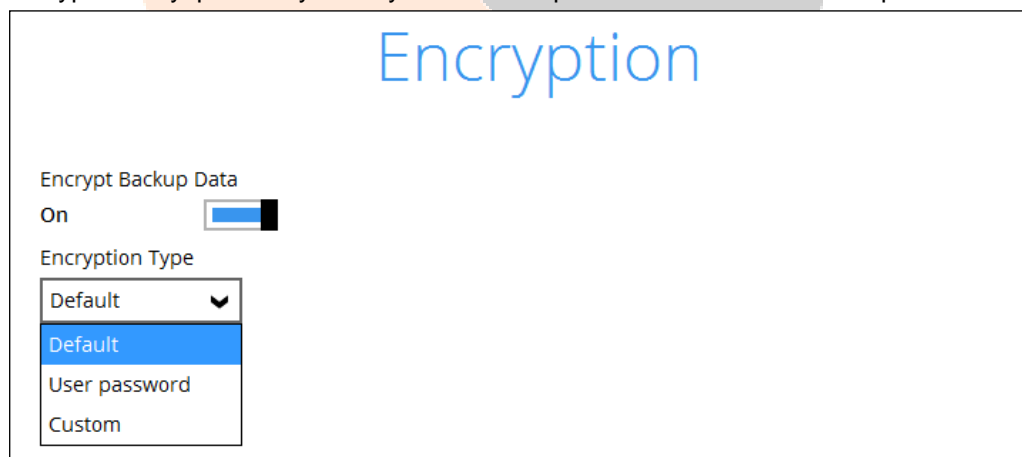 Encryption
Encrypt Backup Data
On
Encryption Type
Default
Default
User password
Custom